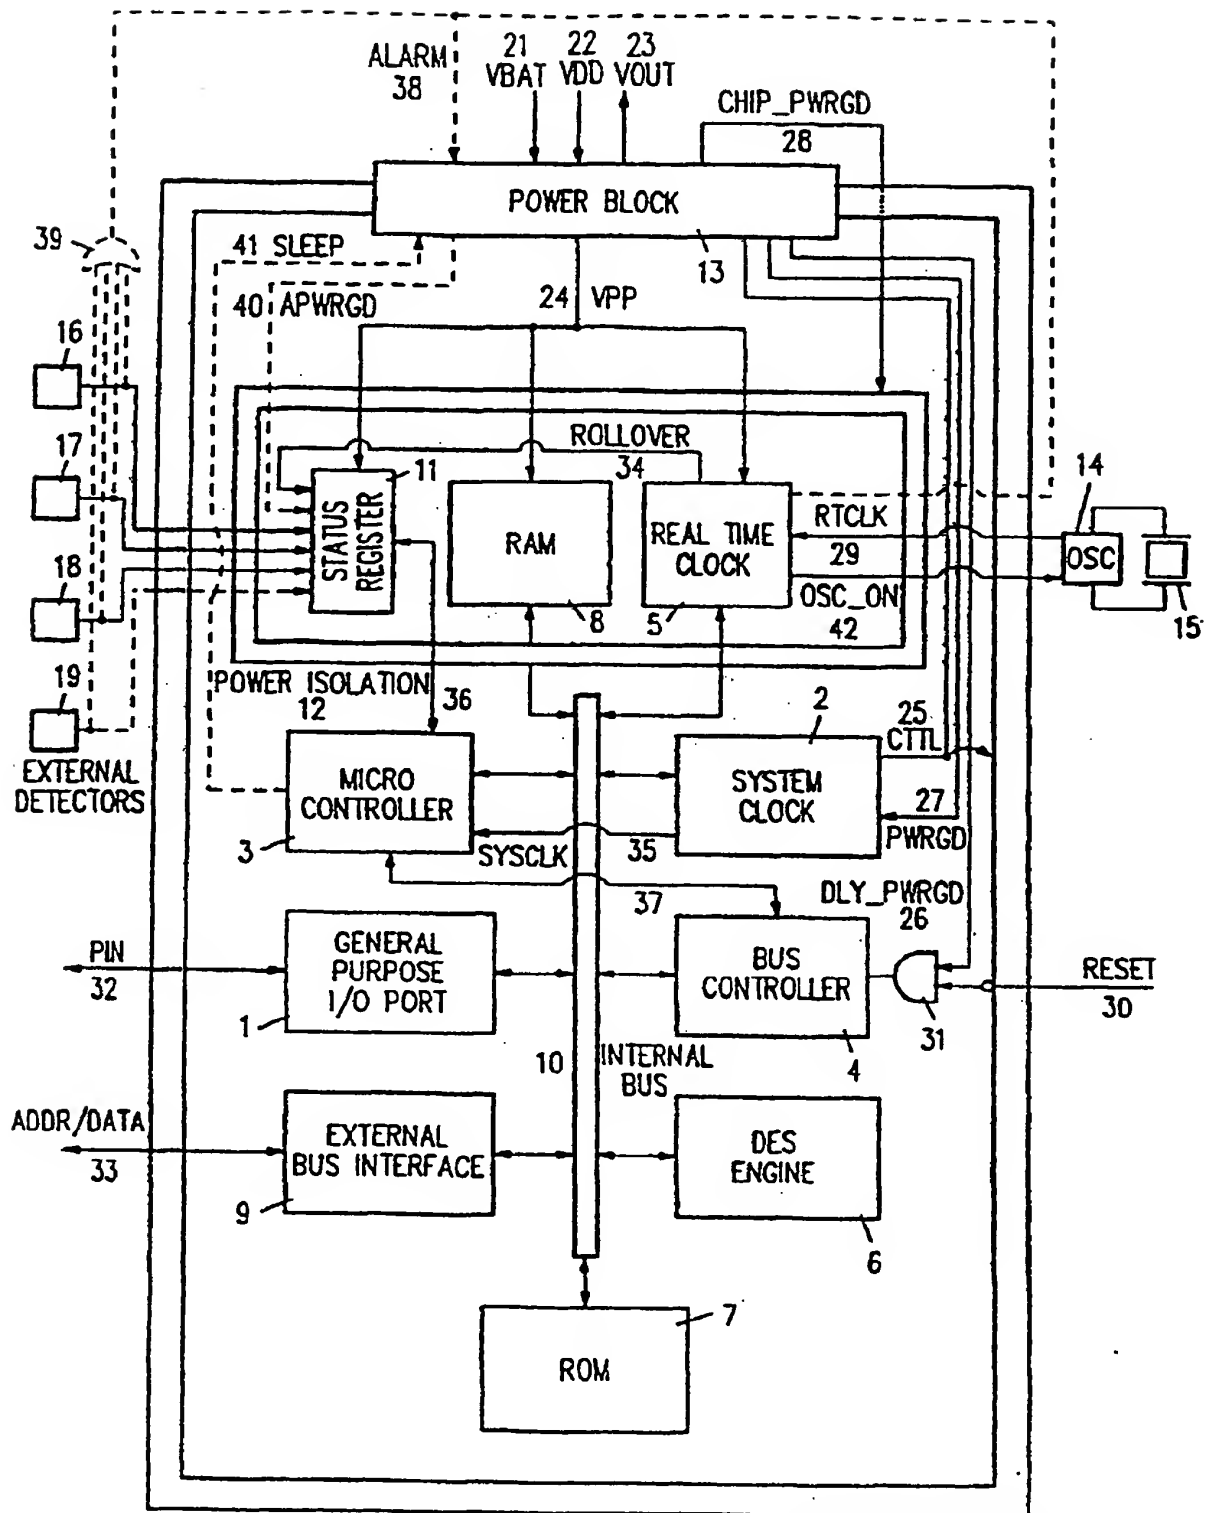 ALARM
38
21
VBAT
22
VDD
23
VOUT
CHIP_PWRGD
28
POWER BLOCK
13
39
41 SLEEP
40 APWRGD
24 VPP
16
17
18
19
EXTERNAL
DETECTORS
ROLLOVER
34
11
STATUS
REGISTER
RAM
8
REAL TIME
CLOCK
5
RTCLK
29
OSC_ON
42
14
OSC
15
POWER ISOLATION
12
36
MICRO
CONTROLLER
3
2
SYSTEM
CLOCK
25
CTTL
27
PWRGD
SYSCLK
35
37
DLY_PWRGD
26
PIN
32
GENERAL
PURPOSE
I/O PORT
1
BUS
CONTROLLER
4
31
RESET
30
10
INTERNAL
BUS
ADDR/DATA
33
EXTERNAL
BUS INTERFACE
9
DES
ENGINE
6
7
ROM